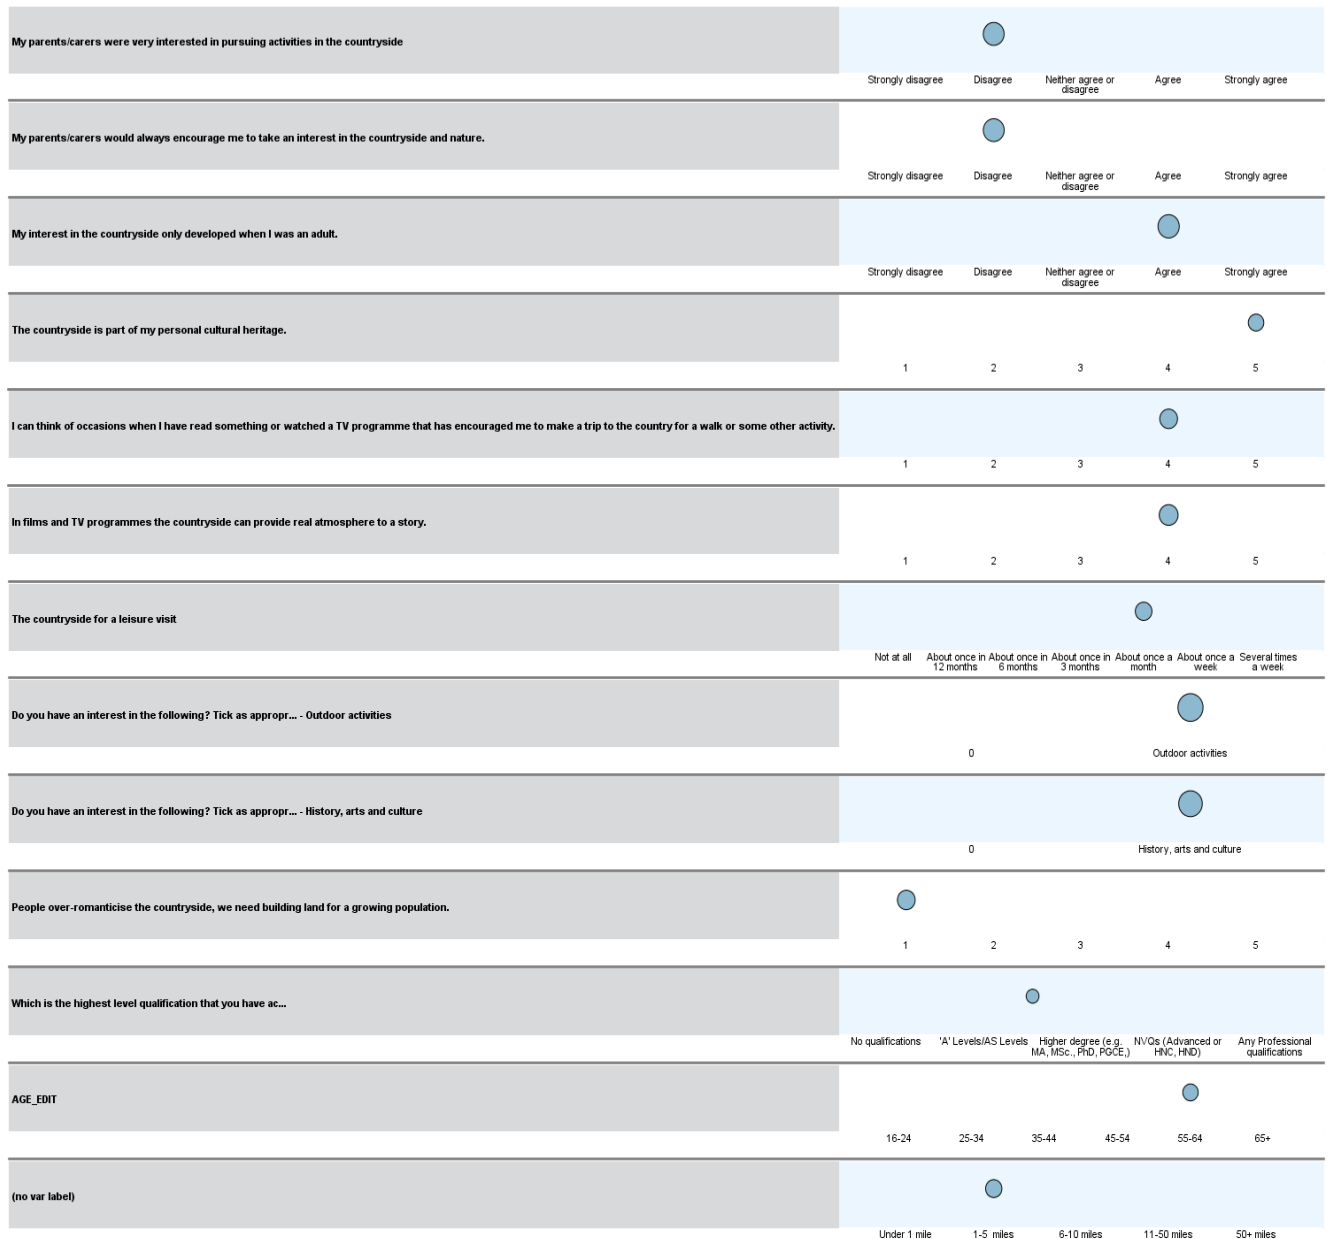 My parents/carers were very interested in pursuing activities in the countryside
Strongly disagree Disagree Neither agree or disagree Agree Strongly agree
My parents/carers would always encourage me to take an interest in the countryside and nature.
Strongly disagree Disagree Neither agree or disagree Agree Strongly agree
My interest in the countryside only developed when I was an adult.
Strongly disagree Disagree Neither agree or disagree Agree Strongly agree
The countryside is part of my personal cultural heritage.
1 2 3 4 5
I can think of occasions when I have read something or watched a TV programme that has encouraged me to make a trip to the country for a walk or some other activity.
1 2 3 4 5
In films and TV programmes the countryside can provide real atmosphere to a story.
1 2 3 4 5
The countryside for a leisure visit
Not at all About once in 12 months About once in 6 months About once in 3 months About once a month About once a week Several times a week
Do you have an interest in the following? Tick as appropr... - Outdoor activities
0 Outdoor activities
Do you have an interest in the following? Tick as appropr... - History, arts and culture
0 History, arts and culture
People over-romanticise the countryside, we need building land for a growing population.
1 2 3 4 5
Which is the highest level qualification that you have ac...
No qualifications 'A' Levels/AS Levels Higher degree (e.g. MA, MSc., PhD, PGCE,) NVQs (Advanced or HNC, HND) Any Professional qualifications
AGE_EDIT
16-24 25-34 35-44 45-54 55-64 65+
(no var label)
Under 1 mile 1-5 miles 6-10 miles 11-50 miles 50+ miles